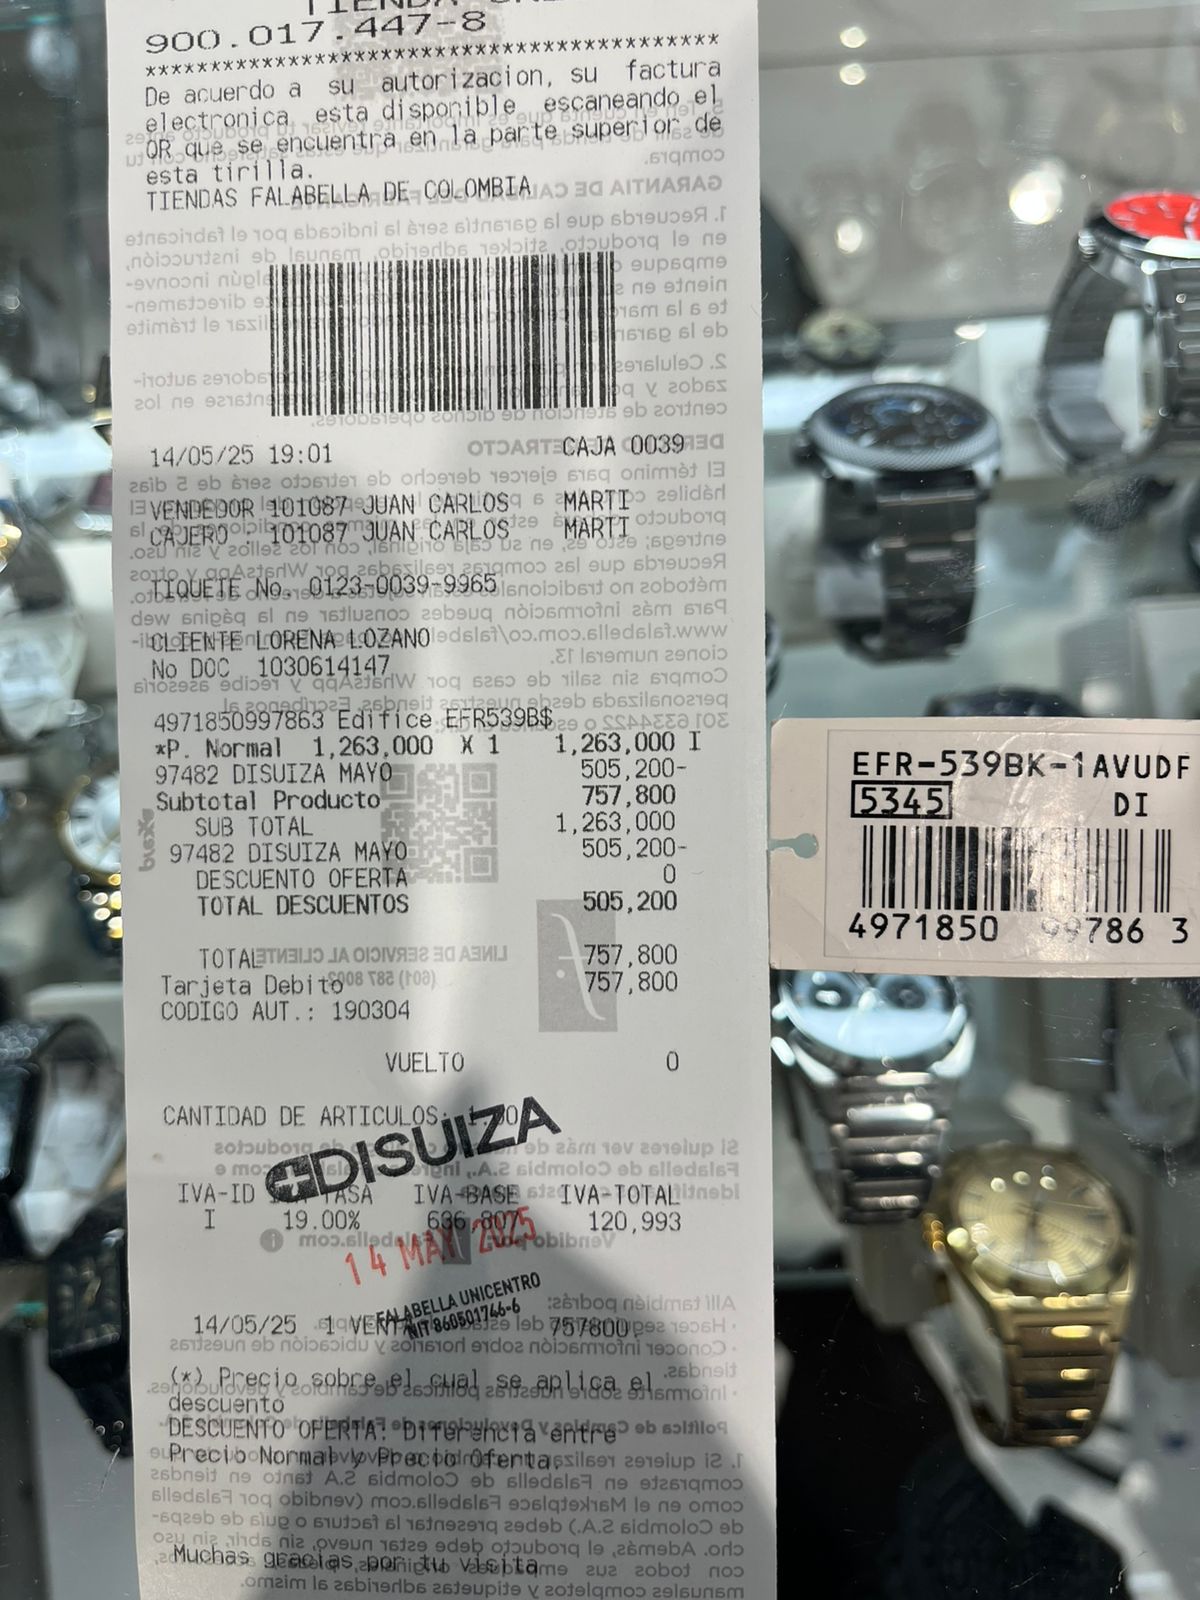 900.017.447-8
*******************************************
De acuerdo a su autorizacion, su factura
electronica esta disponible escaneando el
QR que se encuentra en la parte superior de
esta tirilla.
TIENDAS FALABELLA DE COLOMBIA
14/05/25 19:01 CAJA 0039
VENDEDOR 101087 JUAN CARLOS MARTI
CAJERO : 101087 JUAN CARLOS MARTI
TIQUETE No. 0123-0039-9965
CLIENTE LORENA LOZANO
No DOC 1030614147
4971850997863 Edifice EFR539B$
*P. Normal 1,263,000 X 1 1,263,000 I
97482 DISUIZA MAYO 505,200-
Subtotal Producto 757,800
SUB TOTAL 1,263,000
97482 DISUIZA MAYO 505,200-
DESCUENTO OFERTA 0
TOTAL DESCUENTOS 505,200
TOTAL 757,800
Tarjeta Debito 757,800
CODIGO AUT.: 190304
VUELTO 0
CANTIDAD DE ARTICULOS: 1.00
DISUIZA
IVA-ID TASA IVA-BASE IVA-TOTAL
I 19.00% 636,807 120,993
14 MAY 2025
FALABELLA UNICENTRO
NIT 860501746-6
14/05/25 1 VENTA 757800
(*) Precio sobre el cual se aplica el
descuento
DESCUENTO OFERTA: Diferencia entre
Precio Normal y Precio Oferta.
Muchas gracias por tu visita
EFR-539BK-1AVUDF
5345 DI
4971850 99786 3